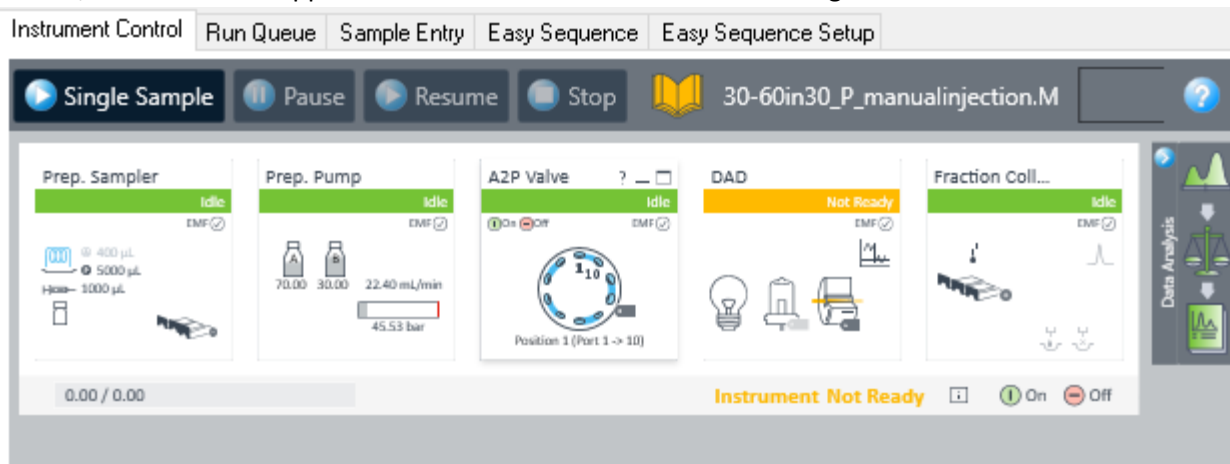 Instrument Control Run Queue Sample Entry Easy Sequence Easy Sequence Setup
Single Sample Pause Resume Stop 30-60in30_P_manualinjection.M ?
Prep. Sampler Prep. Pump A2P Valve ? DAD Fraction Coll...
Idle Idle Idle Not Ready Idle
EMF EMF On Off EMF EMF EMF
400 µL
5000 µL
1000 µL
A B
70.00 30.00 22.40 mL/min
45.53 bar
1 10
Position 1 (Port 1 -> 10)
Data Analysis
0.00 / 0.00 Instrument Not Ready i On Off